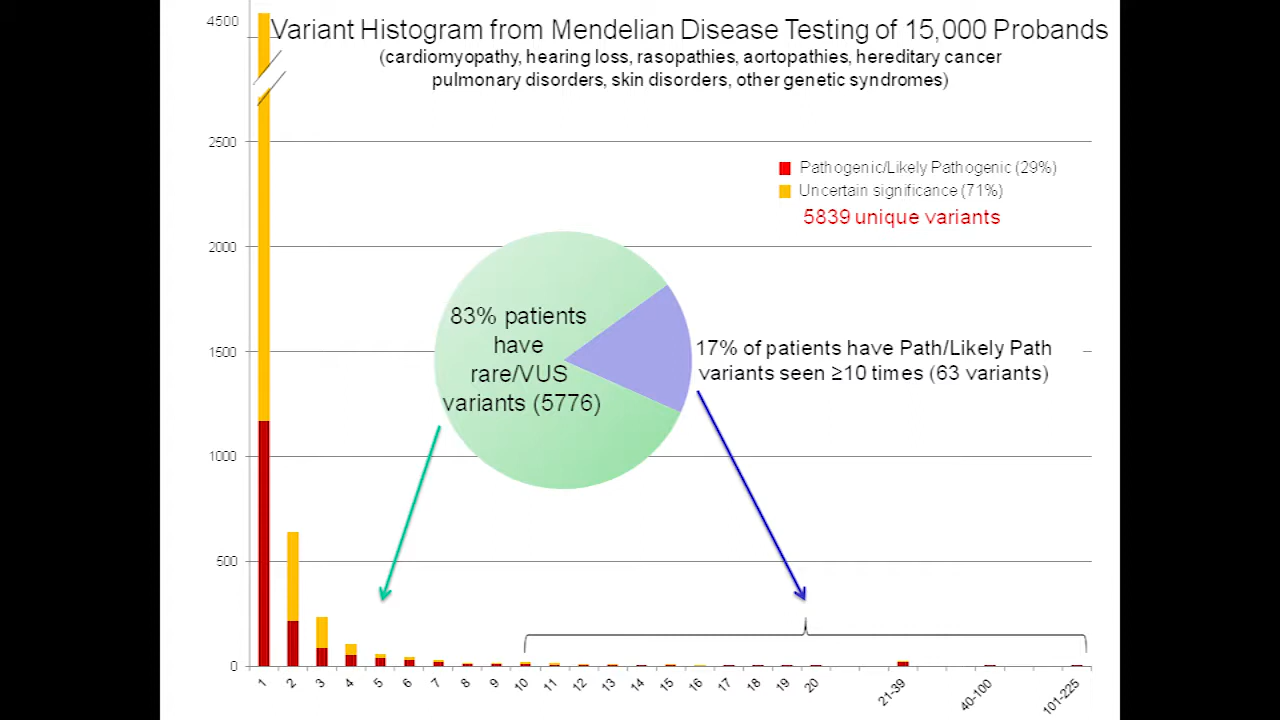 Variant Histogram from Mendelian Disease Testing of 15,000 Probands
(cardiomyopathy, hearing loss, rasopathies, aortopathies, hereditary cancer
pulmonary disorders, skin disorders, other genetic syndromes)
4500
2500
2000
1500
1000
500
0
Pathogenic/Likely Pathogenic (29%)
Uncertain significance (71%)
5839 unique variants
83% patients
have
rare/VUS
variants (5776)
17% of patients have Path/Likely Path
variants seen ≥10 times (63 variants)
1
2
3
4
5
6
7
8
9
10
11
12
13
14
15
16
17
18
19
20
21-39
40-100
101-225